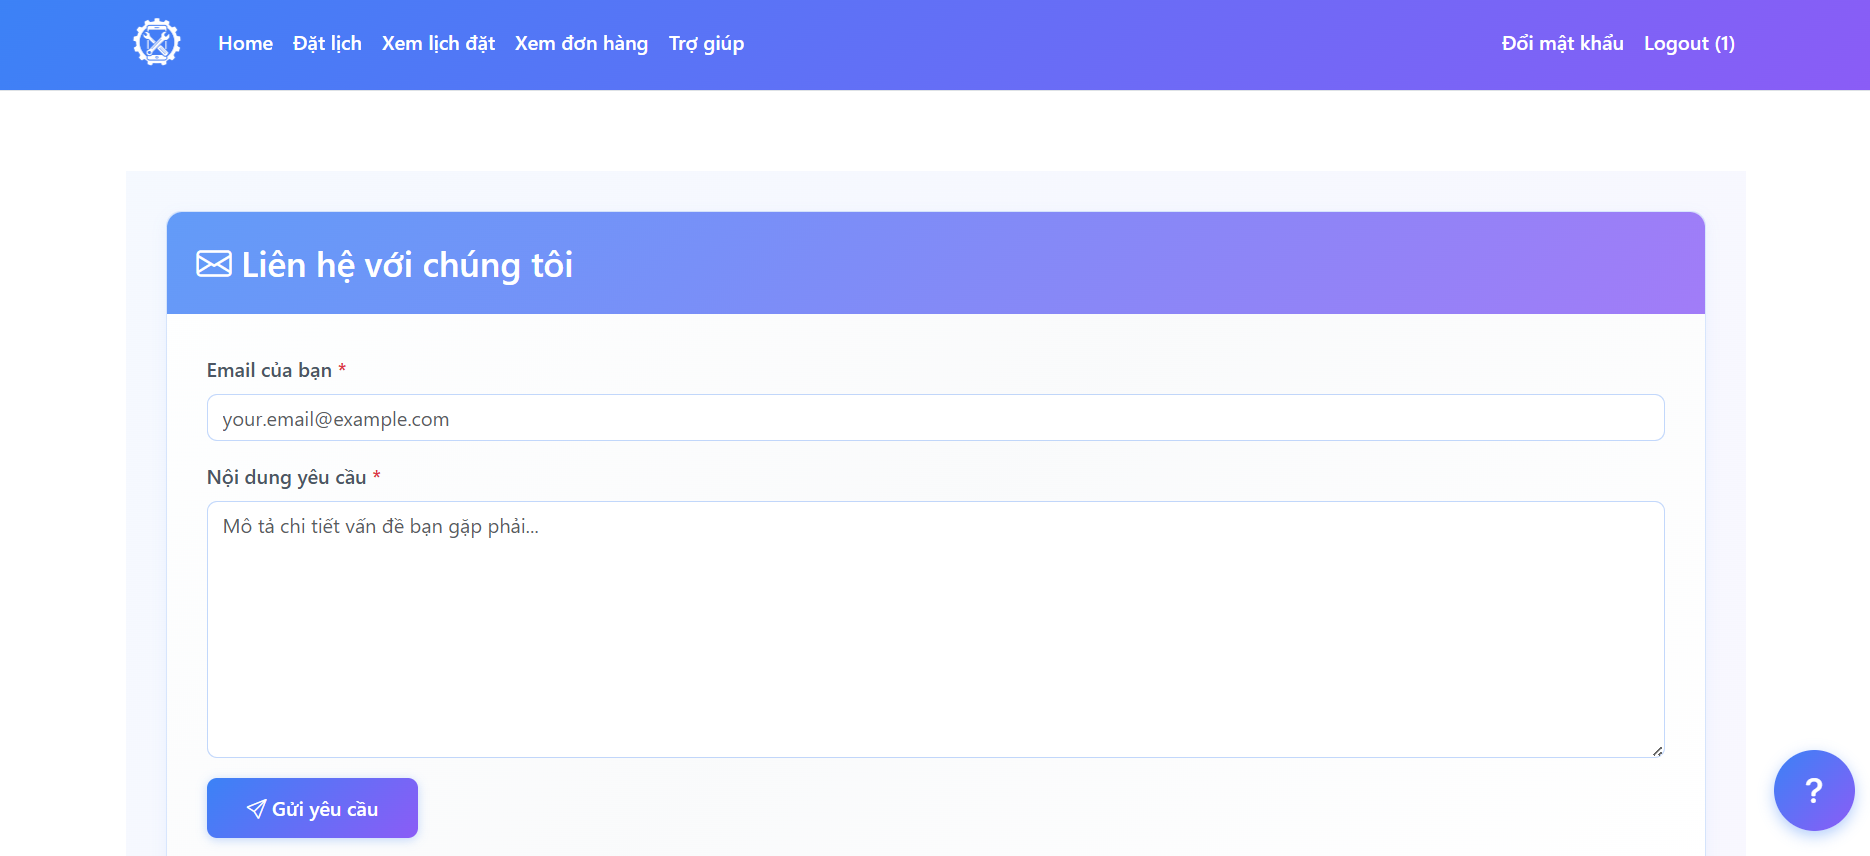 Home Đặt lịch Xem lịch đặt Xem đơn hàng Trợ giúp Đổi mật khẩu Logout (1)
Liên hệ với chúng tôi
Email của bạn *
your.email@example.com
Nội dung yêu cầu *
Mô tả chi tiết vấn đề bạn gặp phải...
Gửi yêu cầu
?